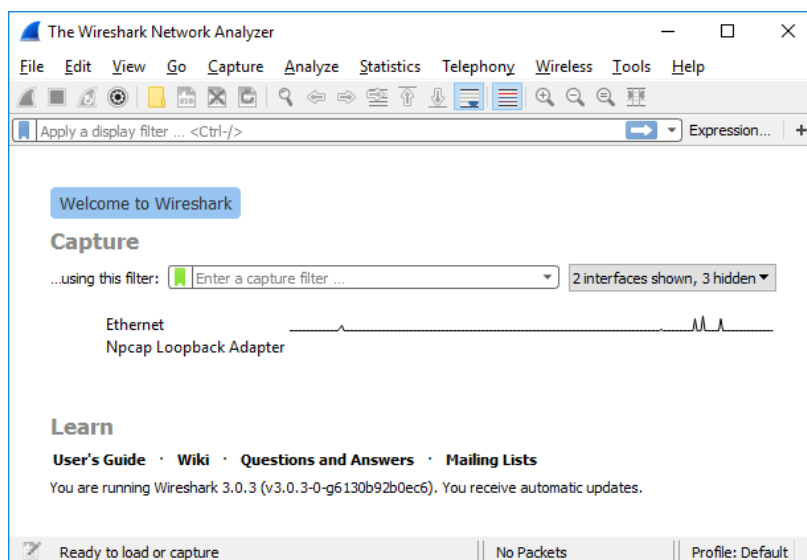 The Wireshark Network Analyzer
File Edit View Go Capture Analyze Statistics Telephony Wireless Tools Help
Apply a display filter ... <Ctrl-/> Expression... +
Welcome to Wireshark
Capture
...using this filter: Enter a capture filter ... 2 interfaces shown, 3 hidden
Ethernet
Npcap Loopback Adapter
Learn
User's Guide · Wiki · Questions and Answers · Mailing Lists
You are running Wireshark 3.0.3 (v3.0.3-0-g6130b92b0ec6). You receive automatic updates.
Ready to load or capture No Packets Profile: Default